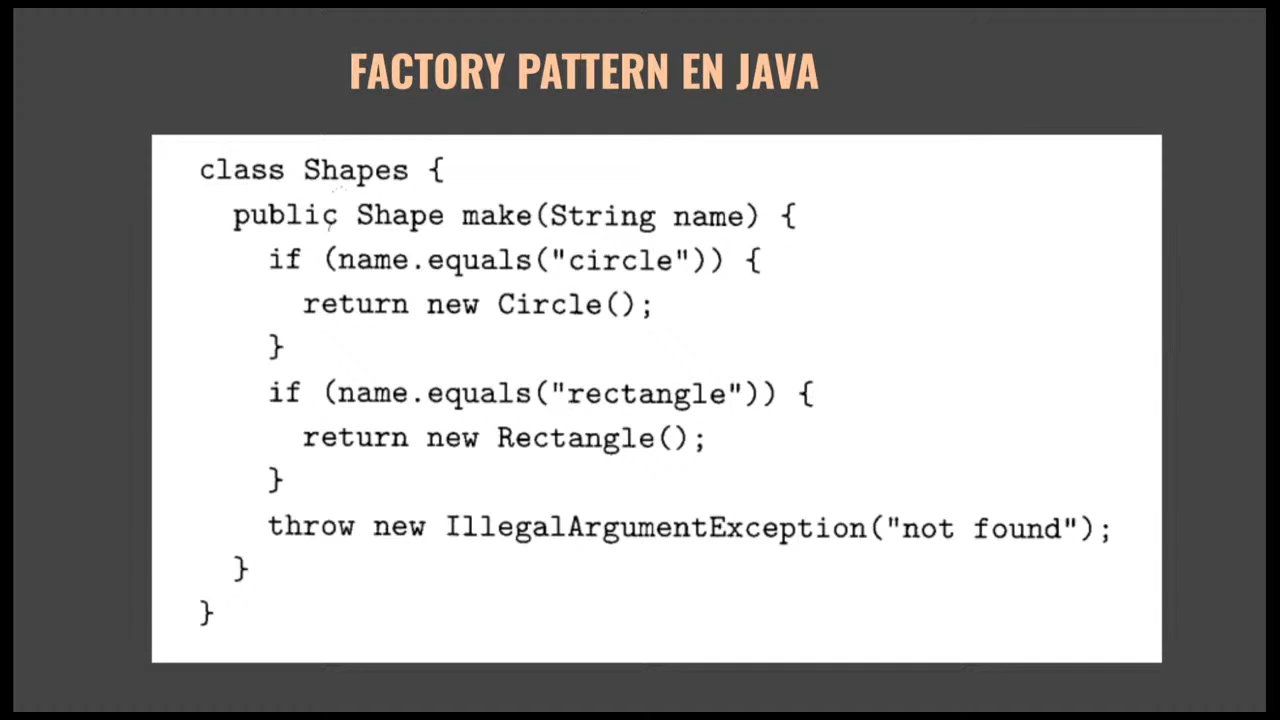 FACTORY PATTERN EN JAVA
class Shapes {
public Shape make(String name) {
if (name.equals("circle")) {
return new Circle();
}
if (name.equals("rectangle")) {
return new Rectangle();
}
throw new IllegalArgumentException("not found");
}
}